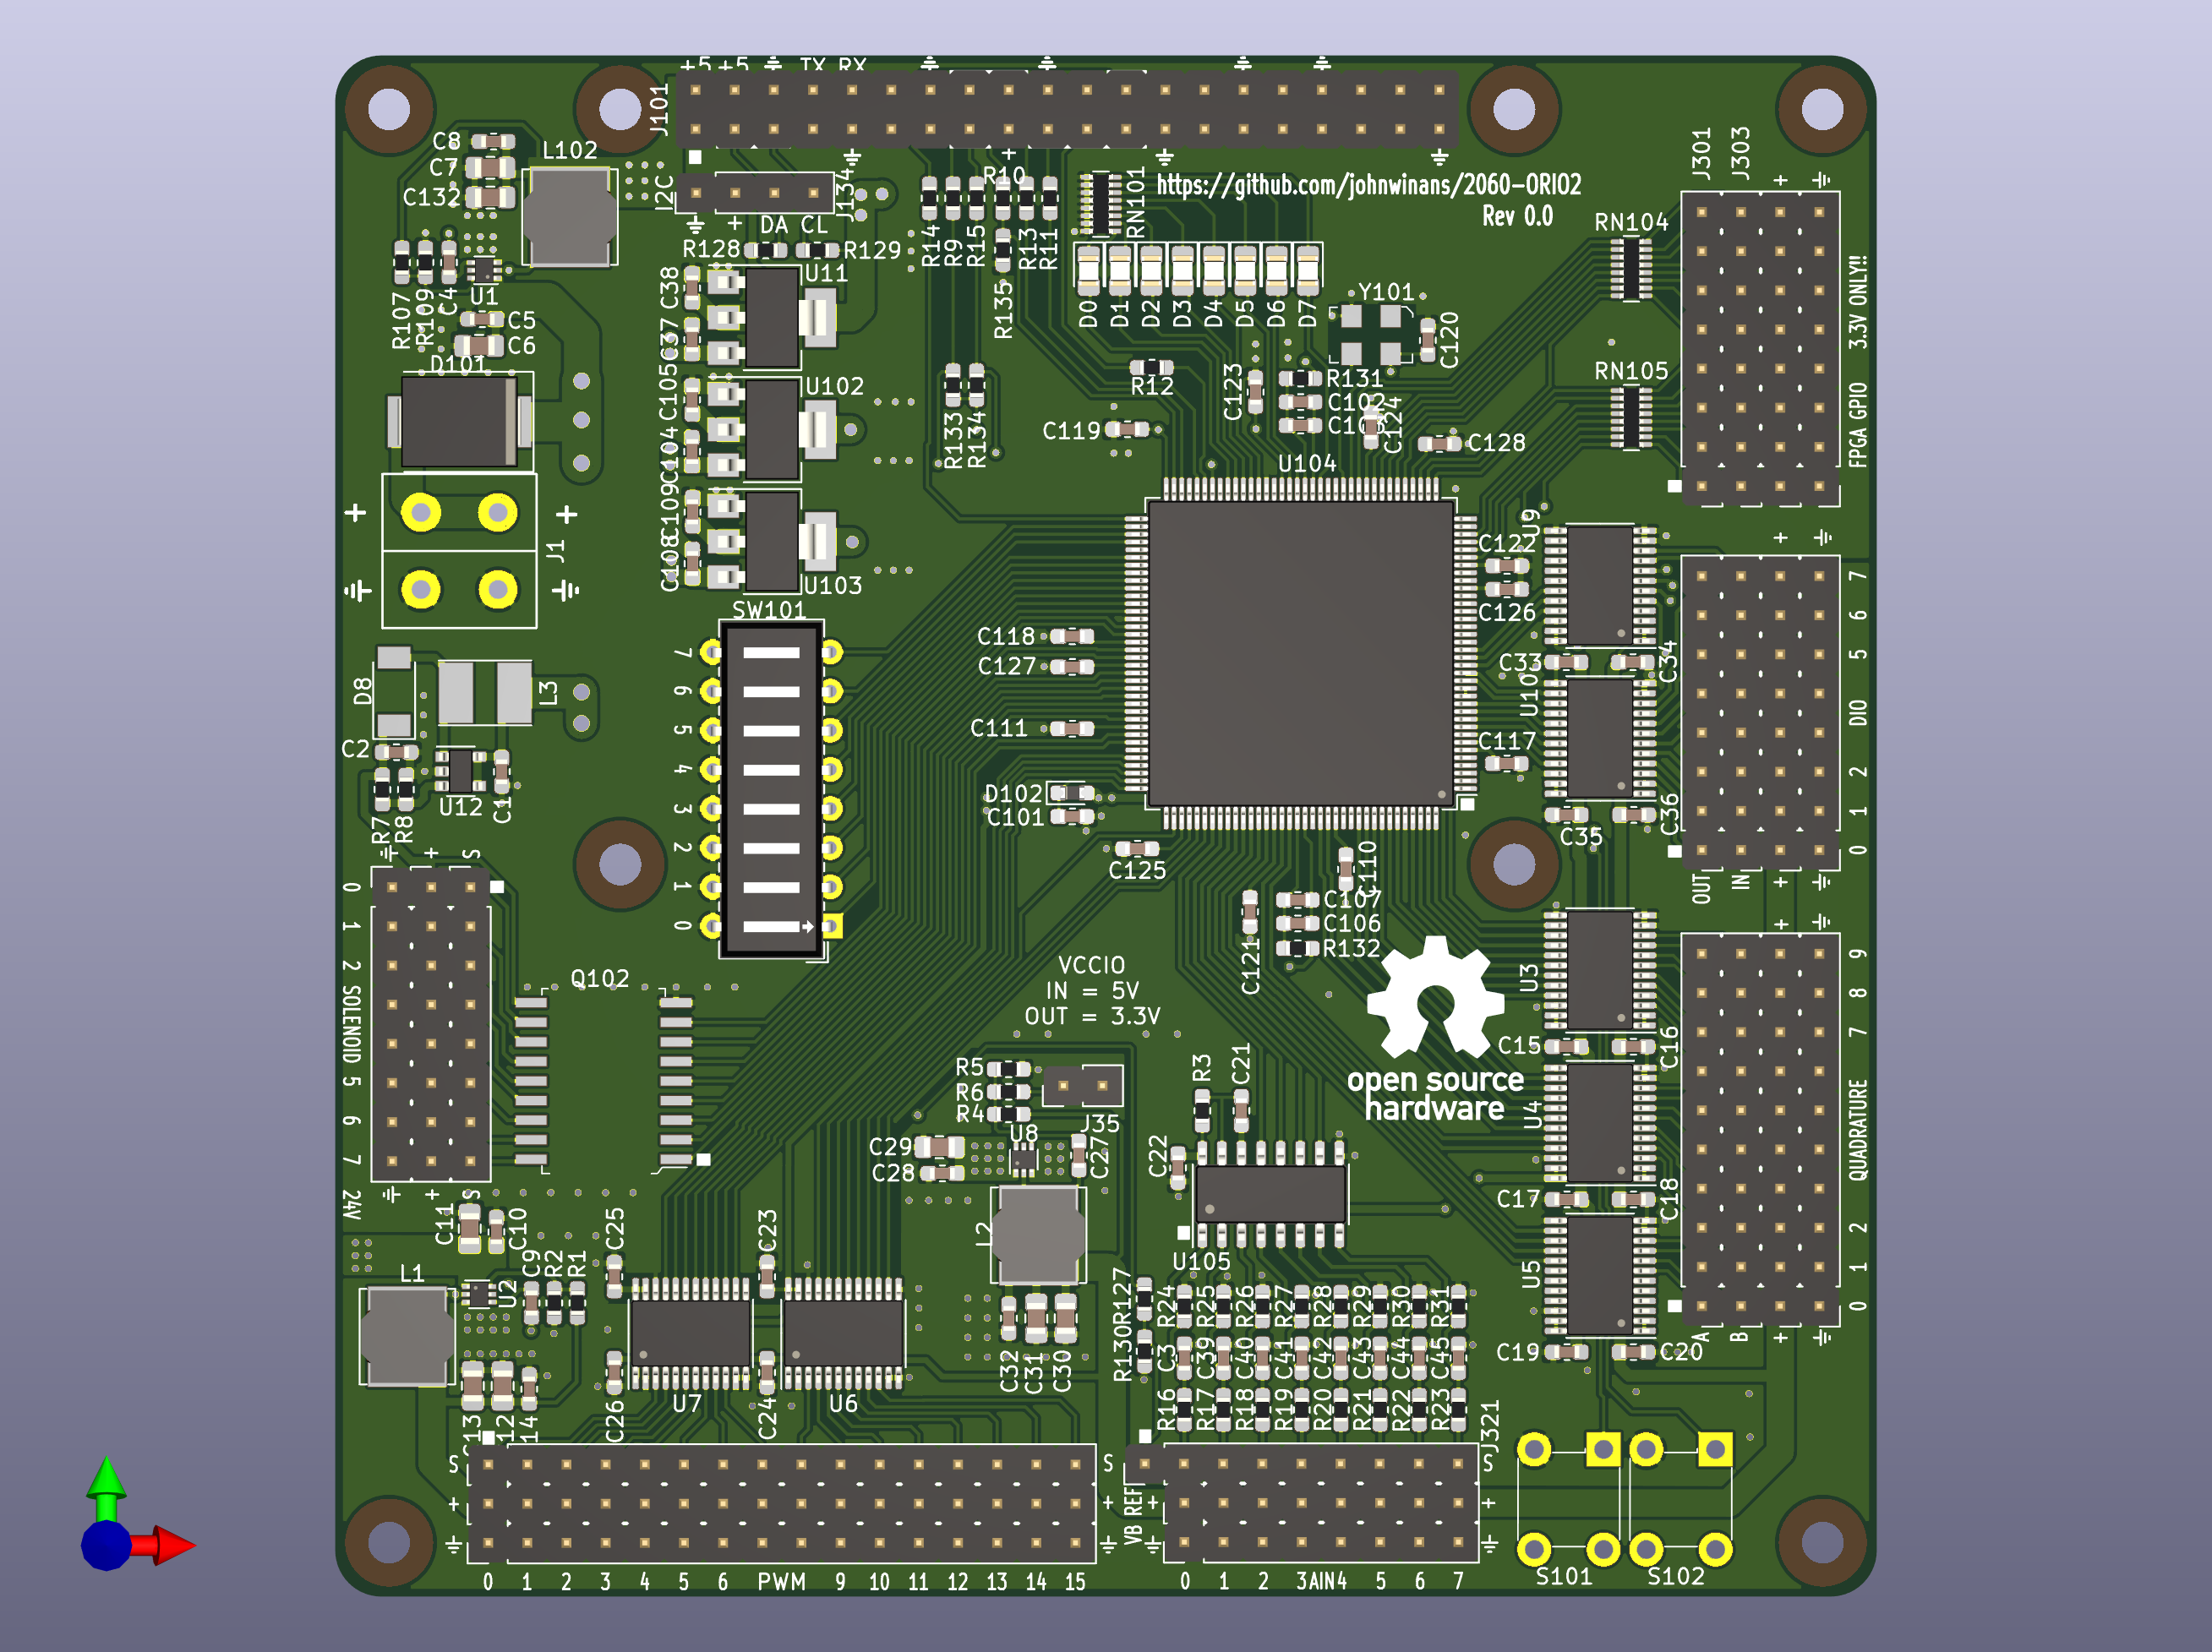 +5 +5 TX RX
J101
C8
C7
C132
L102
I2C
J134
+ DA CL
R128
R129
R14
R9
R15
R10
R13
R11
R135
RN101
https://github.com/johnwinans/2060-ORIO2
Rev 0.0
J301
J303
+
RN104
RN105
3.3V ONLY!!
FPGA GPIO
R107
R109
C4
U1
C5
C6
D101
C38
C37
U11
C105
C104
U102
C109
C108
U103
D0
D1
D2
D3
D4
D5
D6
D7
Y101
C120
R12
C123
R131
C102
C124
C119
C128
R133
R134
U104
+
+
J1
SW101
7
6
5
4
3
2
1
0
D8
L3
C2
U12
C1
R7
R8
C118
C127
C111
D102
C101
C125
C110
C107
C106
R132
C121
C122
C126
C117
U9
C33
C34
U10
C35
C36
+
7
6
5
DIO
2
1
0
OUT
IN
+
+ S
0
1
2
SOLENOID
5
6
7
24V
+ S
Q102
VCCIO
IN = 5V
OUT = 3.3V
open source
hardware
U3
C15
C16
U4
C17
C18
U5
C19
C20
+
9
8
7
QUADRATURE
2
1
0
A
B
+
R5
R6
R4
J35
U8
C29
C28
C27
L2
R3
C21
C22
U105
C11
C10
L1
U2
C9
R2
R1
C25
C23
C26
C24
U7
U6
C32
C31
C30
R127
R130
R24
R25
R26
R27
R28
R29
R30
R31
C3
C39
C40
C41
C42
C43
C44
C45
R16
R17
R18
R19
R20
R21
R22
R23
J321
S
+
S
+
VB REF
+
S
+
0 1 2 3 4 5 6 PWM 9 10 11 12 13 14 15
0 1 2 3 AIN 4 5 6 7
S101
S102